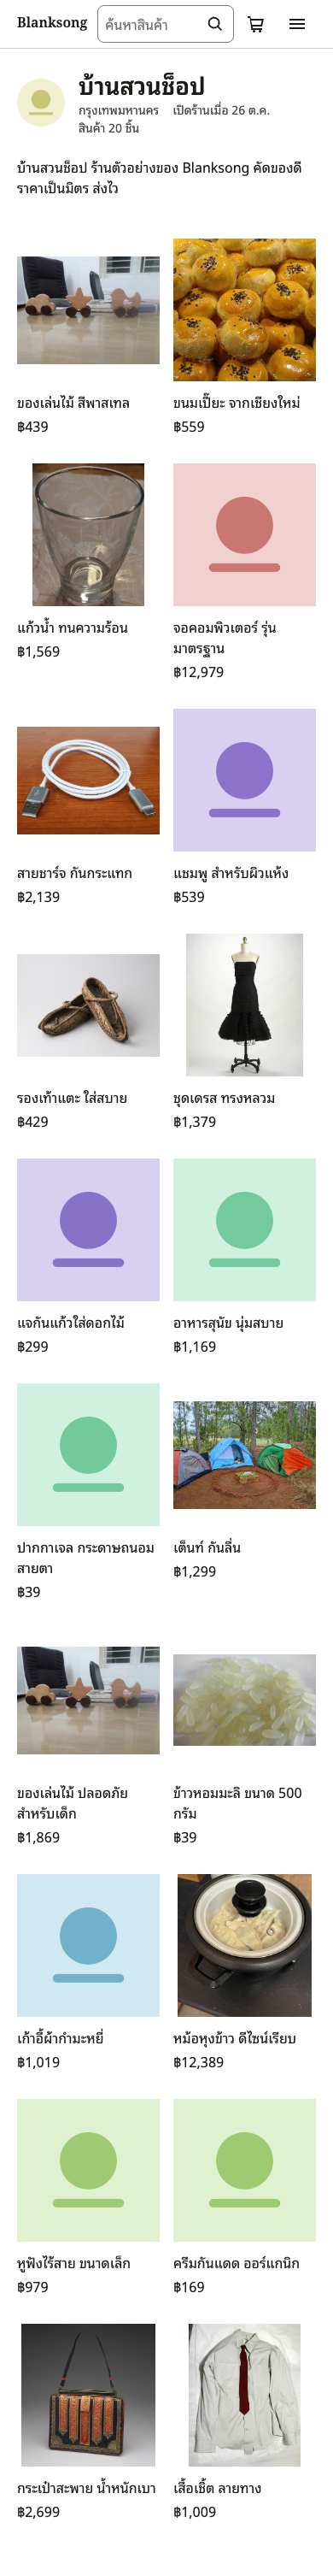 Blanksong
ค้นหาสินค้า
บ้านสวนช็อป
กรุงเทพมหานคร เปิดร้านเมื่อ 26 ต.ค.
สินค้า 20 ชิ้น
บ้านสวนช็อป ร้านตัวอย่างของ Blanksong คัดของดี
ราคาเป็นมิตร ส่งไว
ของเล่นไม้ สีพาสเทล
฿439
ขนมเปี๊ยะ จากเชียงใหม่
฿559
แก้วน้ำ ทนความร้อน
฿1,569
จอคอมพิวเตอร์ รุ่น
มาตรฐาน
฿12,979
สายชาร์จ กันกระแทก
฿2,139
แชมพู สำหรับผิวแห้ง
฿539
รองเท้าแตะ ใส่สบาย
฿429
ชุดเดรส ทรงหลวม
฿1,379
แจกันแก้วใส่ดอกไม้
฿299
อาหารสุนัข นุ่มสบาย
฿1,169
ปากกาเจล กระดาษถนอม
สายตา
฿39
เต็นท์ กันลื่น
฿1,299
ของเล่นไม้ ปลอดภัย
สำหรับเด็ก
฿1,869
ข้าวหอมมะลิ ขนาด 500
กรัม
฿39
เก้าอี้ผ้ากำมะหยี่
฿1,019
หม้อหุงข้าว ดีไซน์เรียบ
฿12,389
หูฟังไร้สาย ขนาดเล็ก
฿979
ครีมกันแดด ออร์แกนิก
฿169
กระเป๋าสะพาย น้ำหนักเบา
฿2,699
เสื้อเชิ้ต ลายทาง
฿1,009